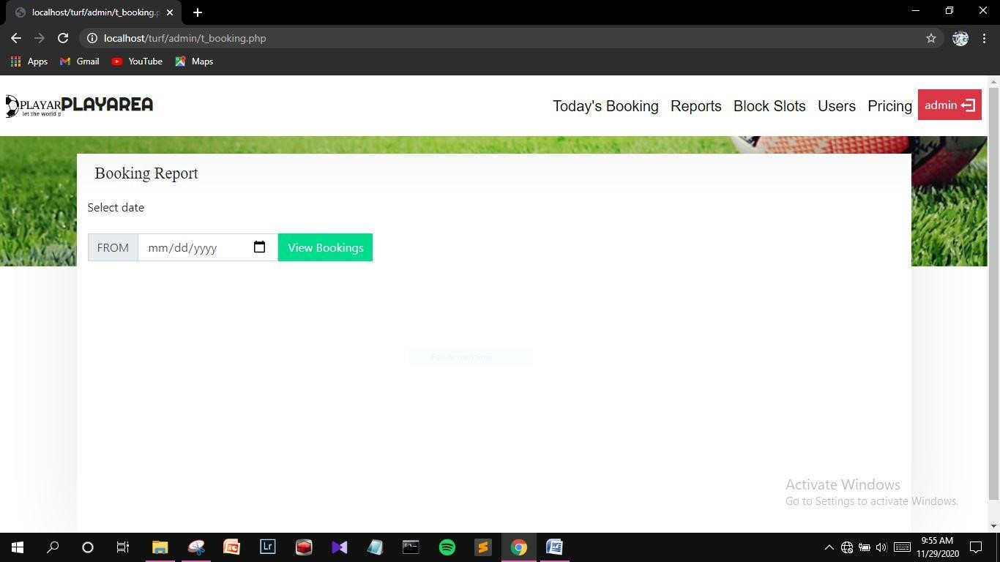 localhost/turf/admin/t_booking.p
localhost/turf/admin/t_booking.php
Apps Gmail YouTube Maps
PLAYAR
let the world p
PLAYAREA
Today's Booking Reports Block Slots Users Pricing admin
Booking Report
Select date
FROM mm/dd/yyyy View Bookings
Full-screen Snip
Activate Windows
Go to Settings to activate Windows.
Lr
9:55 AM
11/29/2020